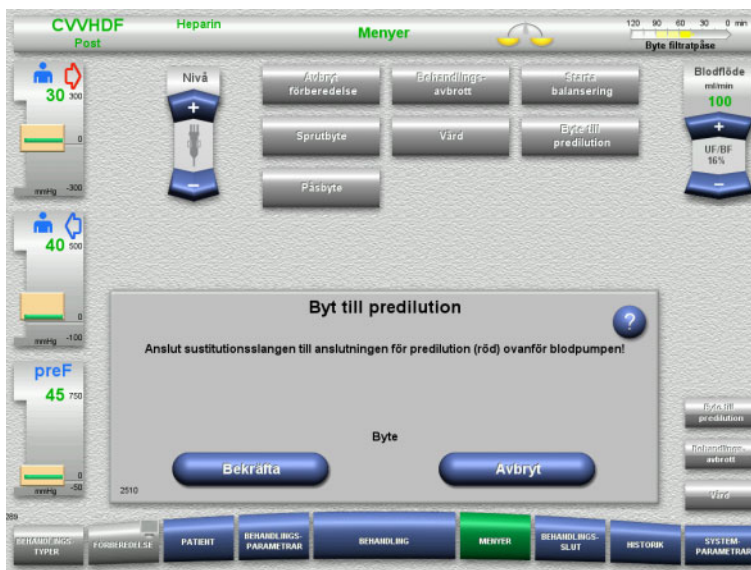 CVVHDF
Post
Heparin
Menyer
120 90 60 30 0 min
Byte filtratpåse
30 300
0
mmHg -300
Nivå
+
−
Avbryt
förberedelse
Behandlings-
avbrott
Starta
balansering
Sprutbyte
Vård
Byte till
predilution
Påsbyte
Blodflöde
ml/min
100
+
UF/BF
16%
−
40 500
0
mmHg -100
preF
45 750
0
mmHg -50
Byt till predilution
?
Anslut sustitutionsslangen till anslutningen för predilution (röd) ovanför blodpumpen!
Byte
Bekräfta
Avbryt
2510
Byte till
predilution
Behandlings-
avbrott
Vård
BEHANDLINGS-
TYPER
FÖRBEREDELSE
PATIENT
BEHANDLINGS-
PARAMETRAR
BEHANDLING
MENYER
BEHANDLINGS-
SLUT
HISTORIK
SYSTEM-
PARAMETRAR